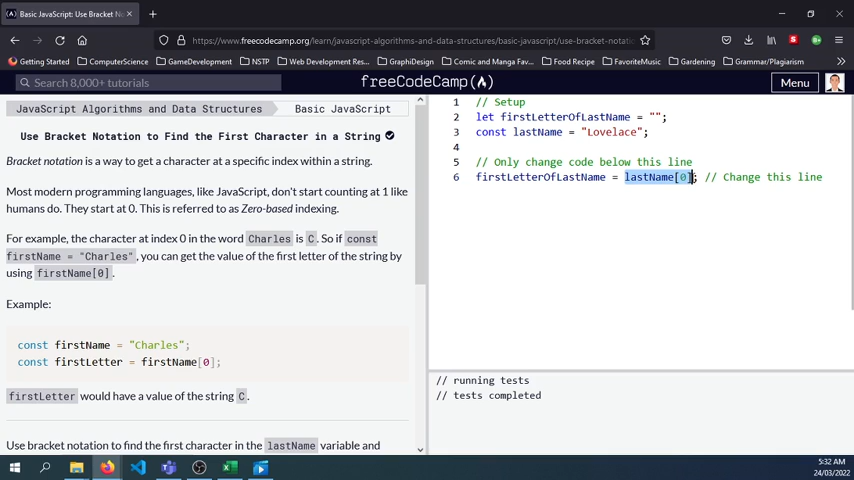 Basic JavaScript: Use Bracket No
https://www.freecodecamp.org/learn/javascript-algorithms-and-data-structures/basic-javascript/use-bracket-notatio
Getting Started
ComputerScience
GameDevelopment
NSTP
Web Development Res...
GraphiDesign
Comic and Manga Fav...
Food Recipe
FavoriteMusic
Gardening
Grammar/Plagiarism
Search 8,000+ tutorials
freeCodeCamp
Menu
JavaScript Algorithms and Data Structures
Basic JavaScript
Use Bracket Notation to Find the First Character in a String
Bracket notation is a way to get a character at a specific index within a string.
Most modern programming languages, like JavaScript, don't start counting at 1 like
humans do. They start at 0. This is referred to as Zero-based indexing.
For example, the character at index 0 in the word Charles is C. So if const
firstName = "Charles", you can get the value of the first letter of the string by
using firstName[0].
Example:
const firstName = "Charles";
const firstLetter = firstName[0];
firstLetter would have a value of the string C.
Use bracket notation to find the first character in the lastName variable and
1 // Setup
2 let firstLetterOfLastName = "";
3 const lastName = "Lovelace";
4
5 // Only change code below this line
6 firstLetterOfLastName = lastName[0]; // Change this line
// running tests
// tests completed
5:32 AM
24/03/2022